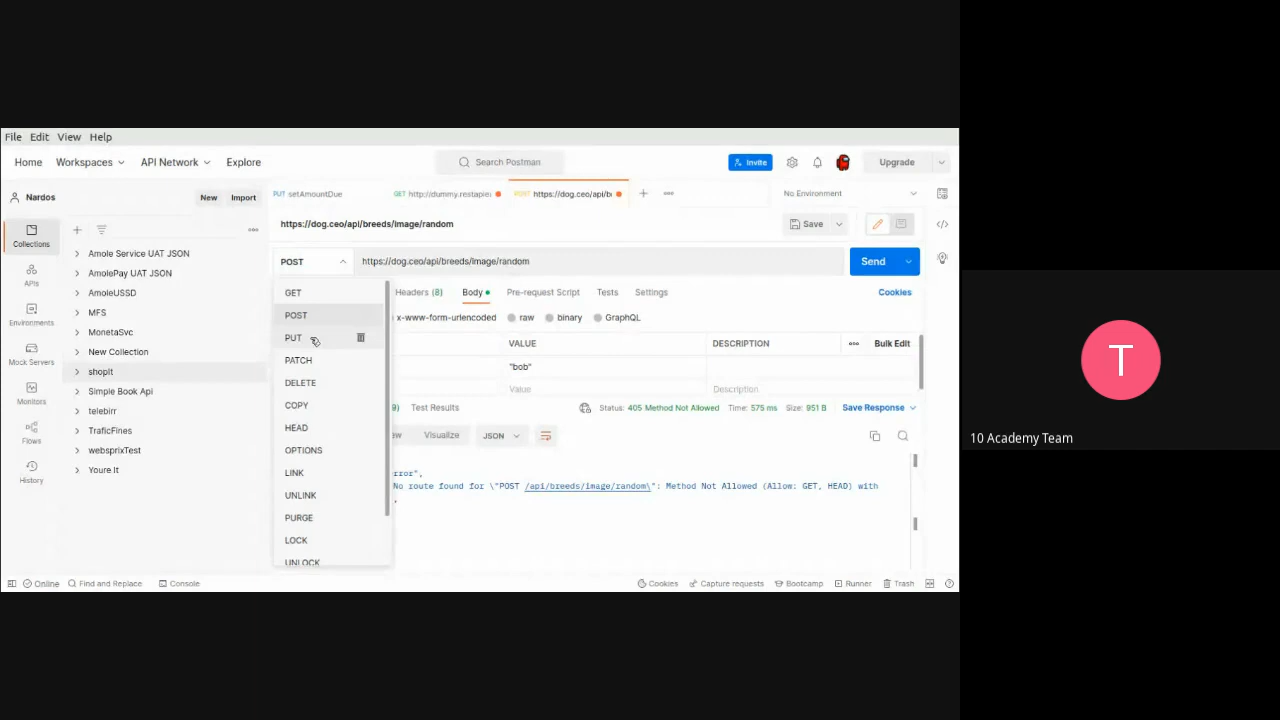 File Edit View Help
Home Workspaces API Network Explore Search Postman Invite Upgrade
Nardos New Import
PUT setAmountDue GET http://dummy.restapie POST https://dog.ceo/api/b No Environment
https://dog.ceo/api/breeds/image/random Save
POST https://dog.ceo/api/breeds/image/random Send
Headers (8) Body Pre-request Script Tests Settings Cookies
x-www-form-urlencoded raw binary GraphQL
VALUE DESCRIPTION Bulk Edit
"bob"
Value Description
Test Results Status: 405 Method Not Allowed Time: 575 ms Size: 951 B Save Response
Visualize JSON
rror",
No route found for \"POST /api/breeds/image/random\": Method Not Allowed (Allow: GET, HEAD) with
GET
POST
PUT
PATCH
DELETE
COPY
HEAD
OPTIONS
LINK
UNLINK
PURGE
LOCK
UNLOCK
Collections
APIs
Environments
Mock Servers
Monitors
Flows
History
Amole Service UAT JSON
AmolePay UAT JSON
AmoleUSSD
MFS
MonetaSvc
New Collection
shopIt
Simple Book Api
telebirr
TraficFines
websprixTest
Youre It
Online Find and Replace Console Cookies Capture requests Bootcamp Runner Trash
T
10 Academy Team